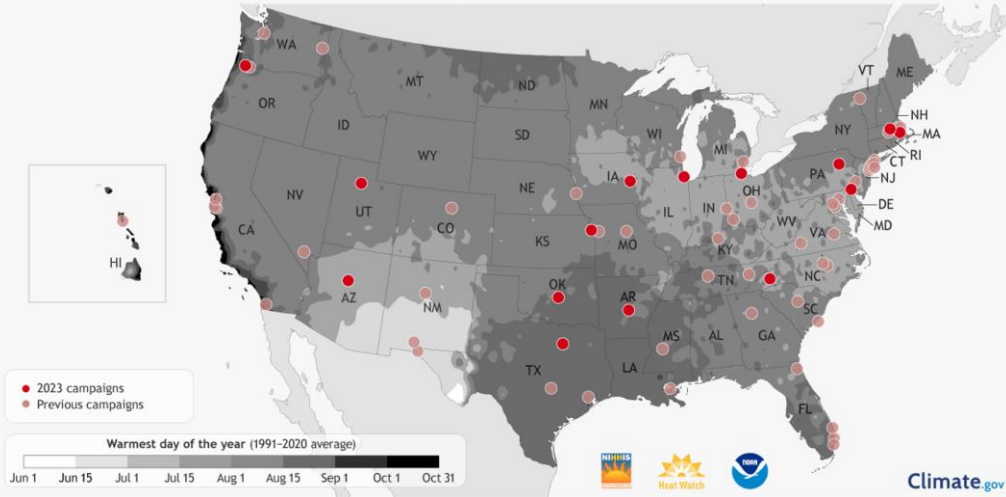 WA
OR
CA
NV
ID
MT
WY
UT
AZ
CO
NM
ND
SD
NE
KS
OK
TX
MN
IA
MO
AR
LA
WI
IL
MI
IN
OH
KY
TN
MS
AL
GA
FL
SC
NC
VA
WV
PA
NY
VT
ME
NH
MA
RI
CT
NJ
DE
MD
HI
2023 campaigns
Previous campaigns
Warmest day of the year (1991–2020 average)
Jun 1 Jun 15 Jul 1 Jul 15 Aug 1 Aug 15 Sep 1 Oct 1 Oct 31
NIHHIS
Heat Watch
Climate.gov